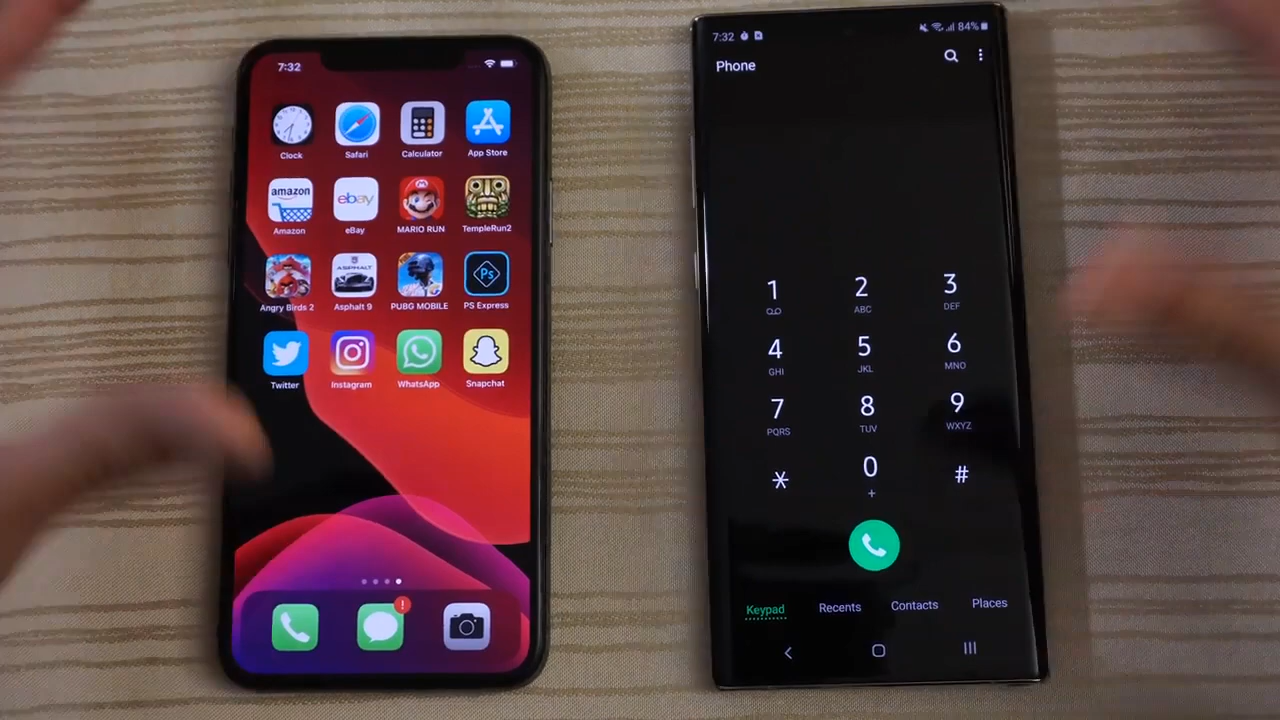 7:32
Clock Safari Calculator App Store
amazon ebay
Amazon eBay MARIO RUN TempleRun2
ASPHALT Ps
Angry Birds 2 Asphalt 9 PUBG MOBILE PS Express
Twitter Instagram WhatsApp Snapchat
!
7:32 84%
Phone
1 2 3
ABC DEF
4 5 6
GHI JKL MNO
7 8 9
PQRS TUV WXYZ
* 0 #
+
Keypad Recents Contacts Places